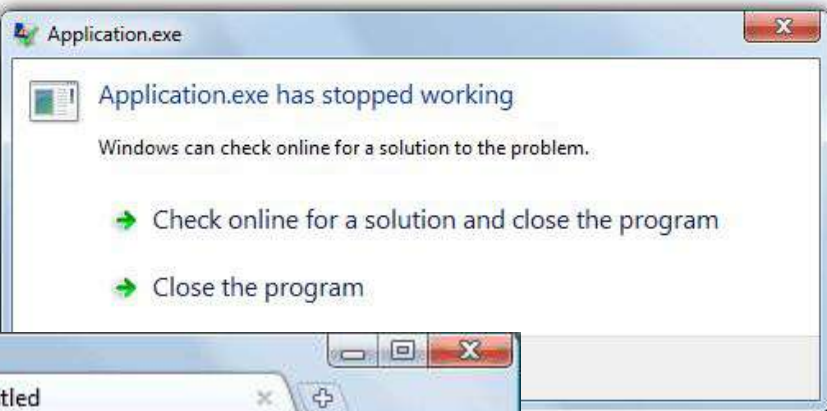 Application.exe
Application.exe has stopped working
Windows can check online for a solution to the problem.
Check online for a solution and close the program
Close the program
tled